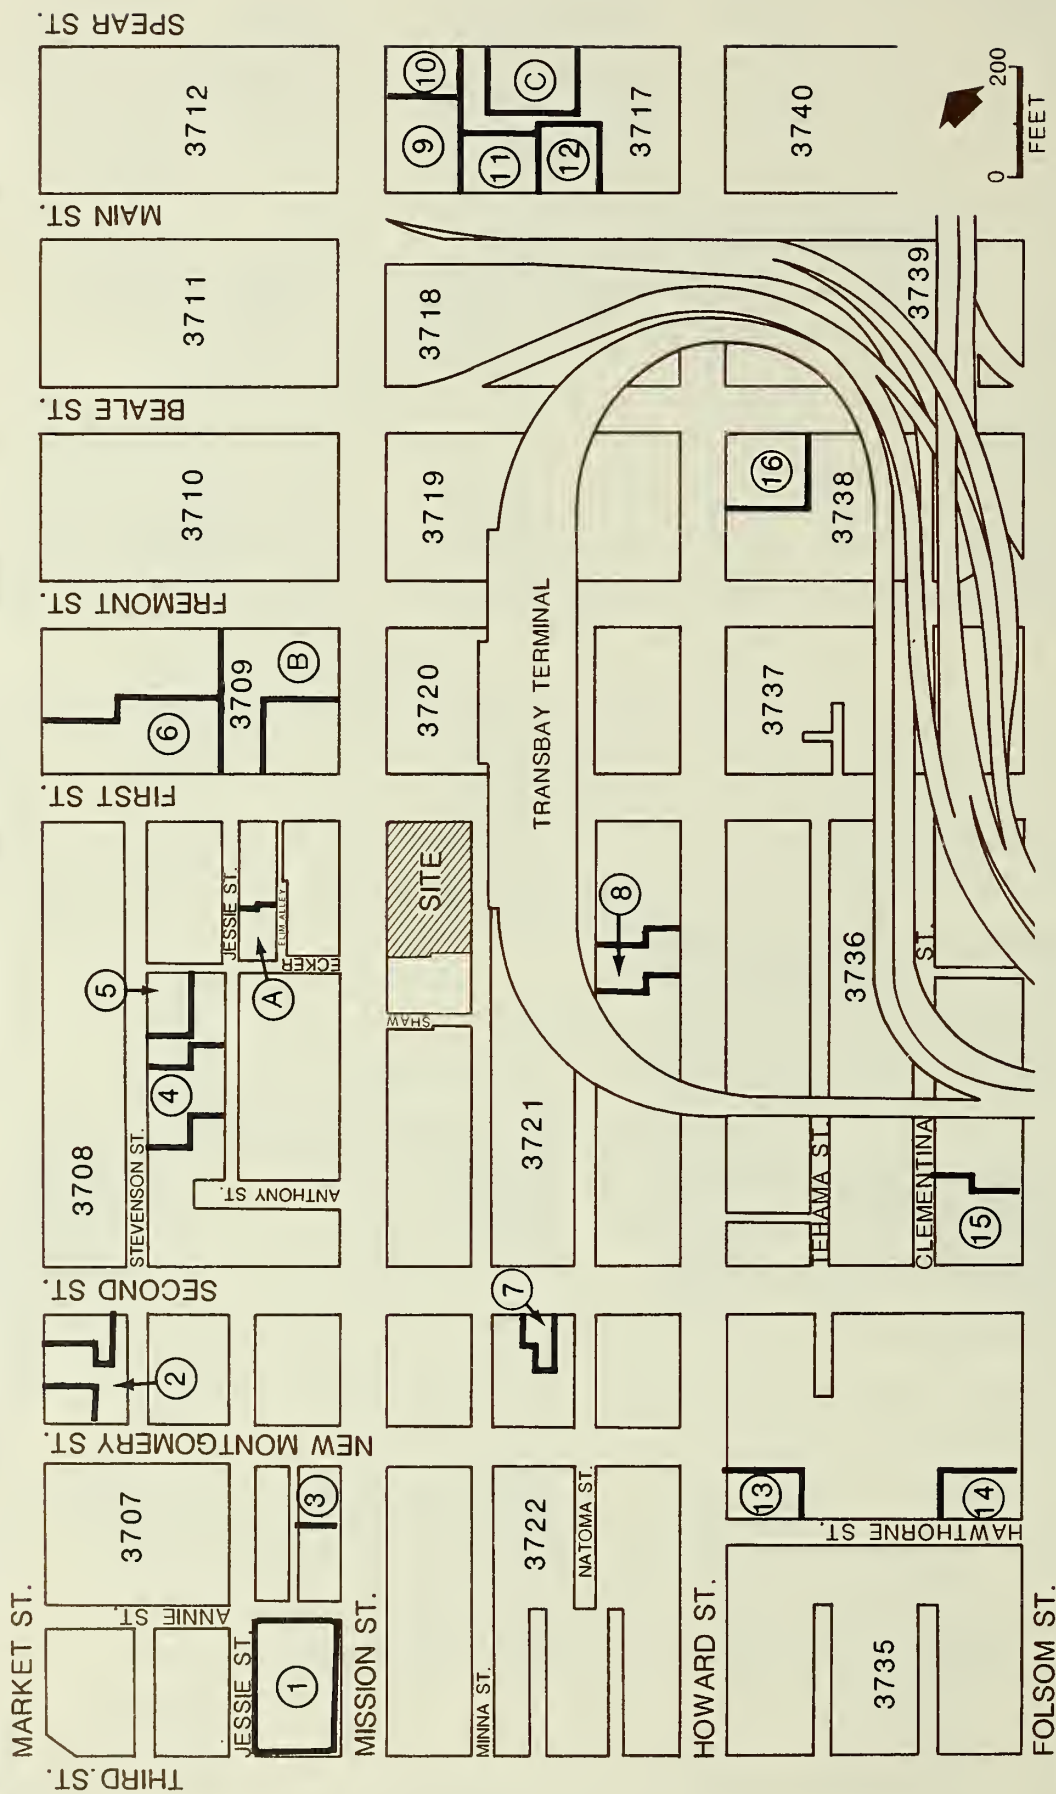 SPEAR ST.
MAIN ST.
BEALE ST.
FREMONT ST.
FIRST ST.
SECOND ST.
NEW MONTGOMERY ST.
THIRD ST.
MARKET ST.
MISSION ST.
HOWARD ST.
FOLSOM ST.
3712
10
9
C
11
12
3717
3740
0 200
FEET
3711
3718
3739
3710
3719
16
3738
6
3709
B
3720
TRANSBAY TERMINAL
3737
JESSIE ST.
ELIM ALLEY
ECKER
A
5
4
3708
STEVENSON ST.
ANTHONY ST.
SITE
SHAW
3721
8
3736
TEHAMA ST.
CLEMENTINA ST.
15
2
7
3707
3
ANNIE ST.
JESSIE ST.
1
3722
NATOMA ST.
MINNA ST.
13
14
HAWTHORNE ST.
3735